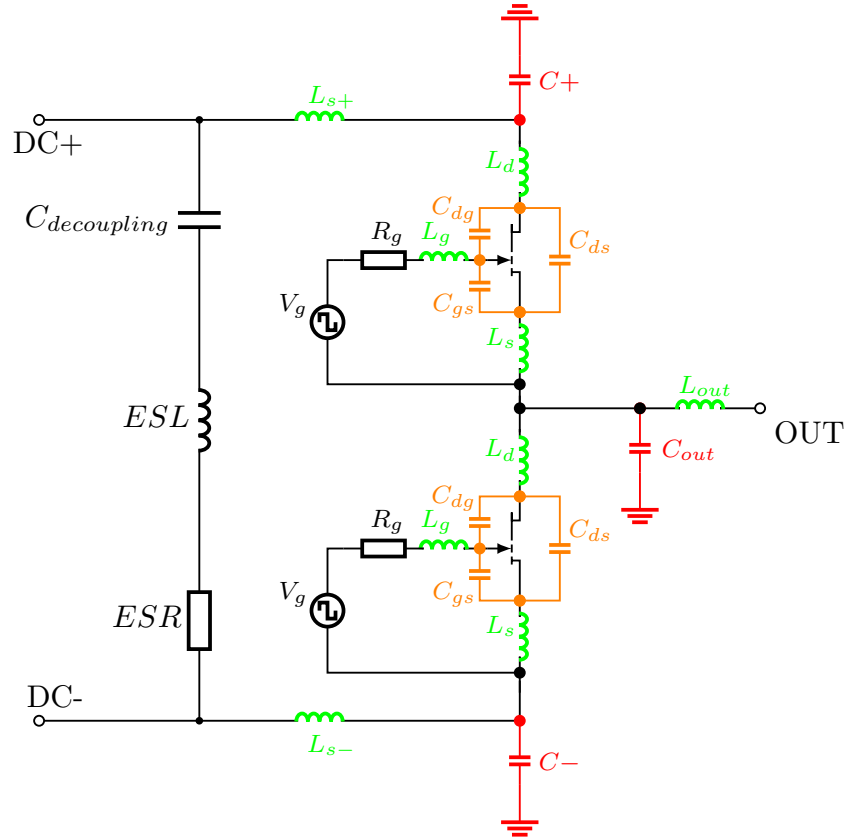 C+
L_{s+}
DC+
L_d
C_{dg}
C_{decoupling}
R_g
L_g
C_{ds}
C_{gs}
V_g
L_s
L_{out}
ESL
OUT
L_d
C_{out}
C_{dg}
R_g
L_g
C_{ds}
C_{gs}
V_g
ESR
L_s
DC-
L_{s−}
C−